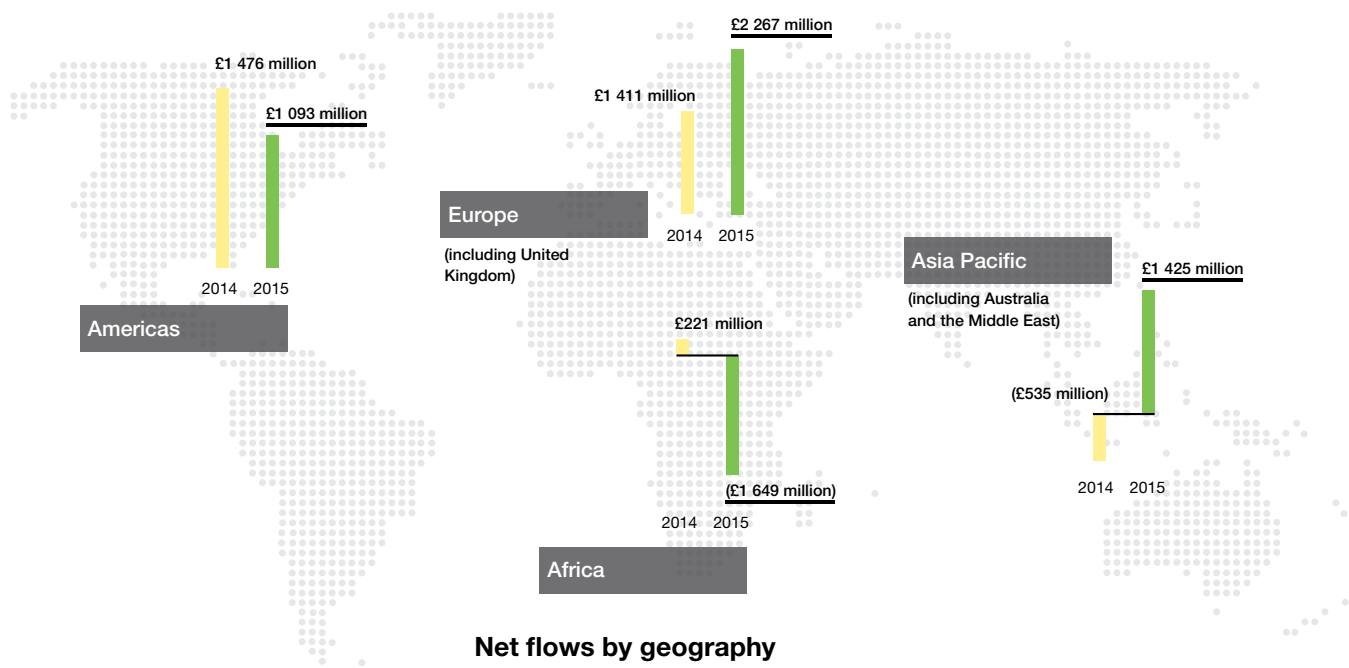 £1 476 million
£1 093 million
2014 2015
Americas
£2 267 million
£1 411 million
Europe
2014 2015
(including United
Kingdom)
£221 million
(£1 649 million)
2014 2015
Africa
Asia Pacific
£1 425 million
(including Australia
and the Middle East)
(£535 million)
2014 2015
Net flows by geography